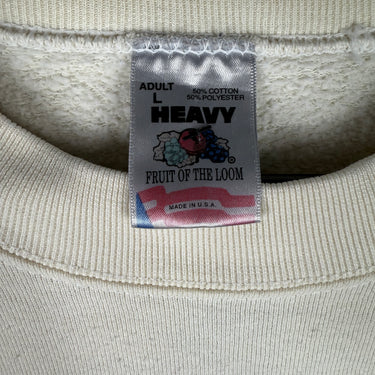 ADULT
L
50% COTTON
50% POLYESTER
HEAVY
®
FRUIT OF THE LOOM
MADE IN U.S.A.